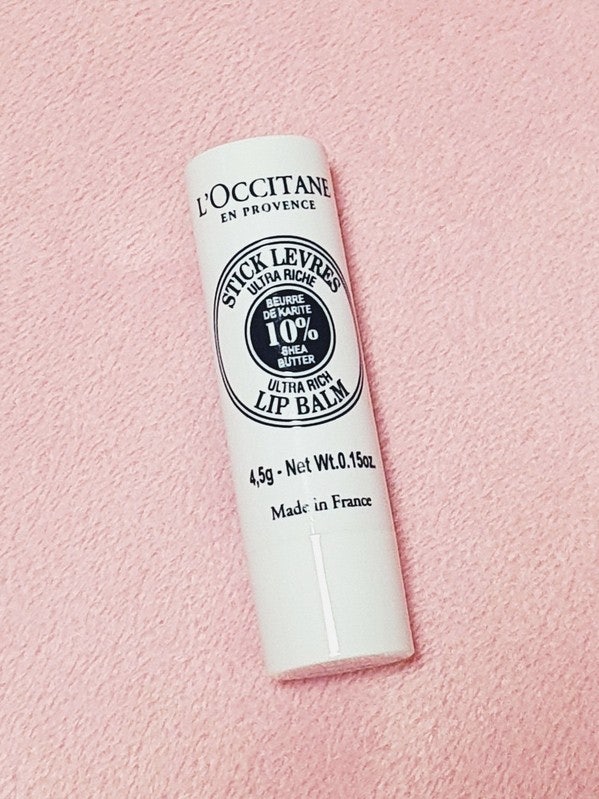 L'OCCITANE
EN PROVENCE
STICK LEVRES
ULTRA RICHE
BEURRE
DE KARITE
10%
SHEA
BUTTER
ULTRA RICH
LIP BALM
4,5g - Net Wt.0.15oz.
Made in France